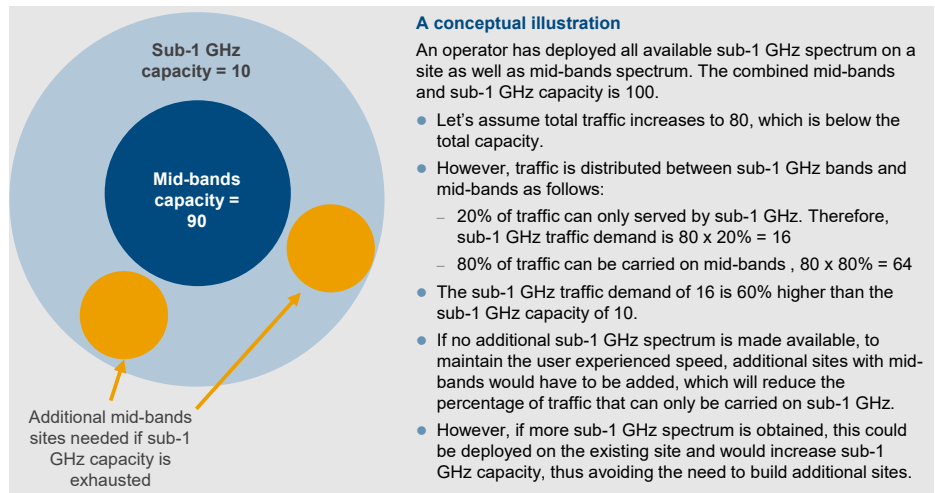 Sub-1 GHz
capacity = 10
Mid-bands
capacity =
90
Additional mid-bands
sites needed if sub-1
GHz capacity is
exhausted
A conceptual illustration
An operator has deployed all available sub-1 GHz spectrum on a
site as well as mid-bands spectrum. The combined mid-bands
and sub-1 GHz capacity is 100.
● Let’s assume total traffic increases to 80, which is below the
total capacity.
● However, traffic is distributed between sub-1 GHz bands and
mid-bands as follows:
– 20% of traffic can only served by sub-1 GHz. Therefore,
sub-1 GHz traffic demand is 80 x 20% = 16
– 80% of traffic can be carried on mid-bands , 80 x 80% = 64
● The sub-1 GHz traffic demand of 16 is 60% higher than the
sub-1 GHz capacity of 10.
● If no additional sub-1 GHz spectrum is made available, to
maintain the user experienced speed, additional sites with mid-
bands would have to be added, which will reduce the
percentage of traffic that can only be carried on sub-1 GHz.
● However, if more sub-1 GHz spectrum is obtained, this could
be deployed on the existing site and would increase sub-1
GHz capacity, thus avoiding the need to build additional sites.